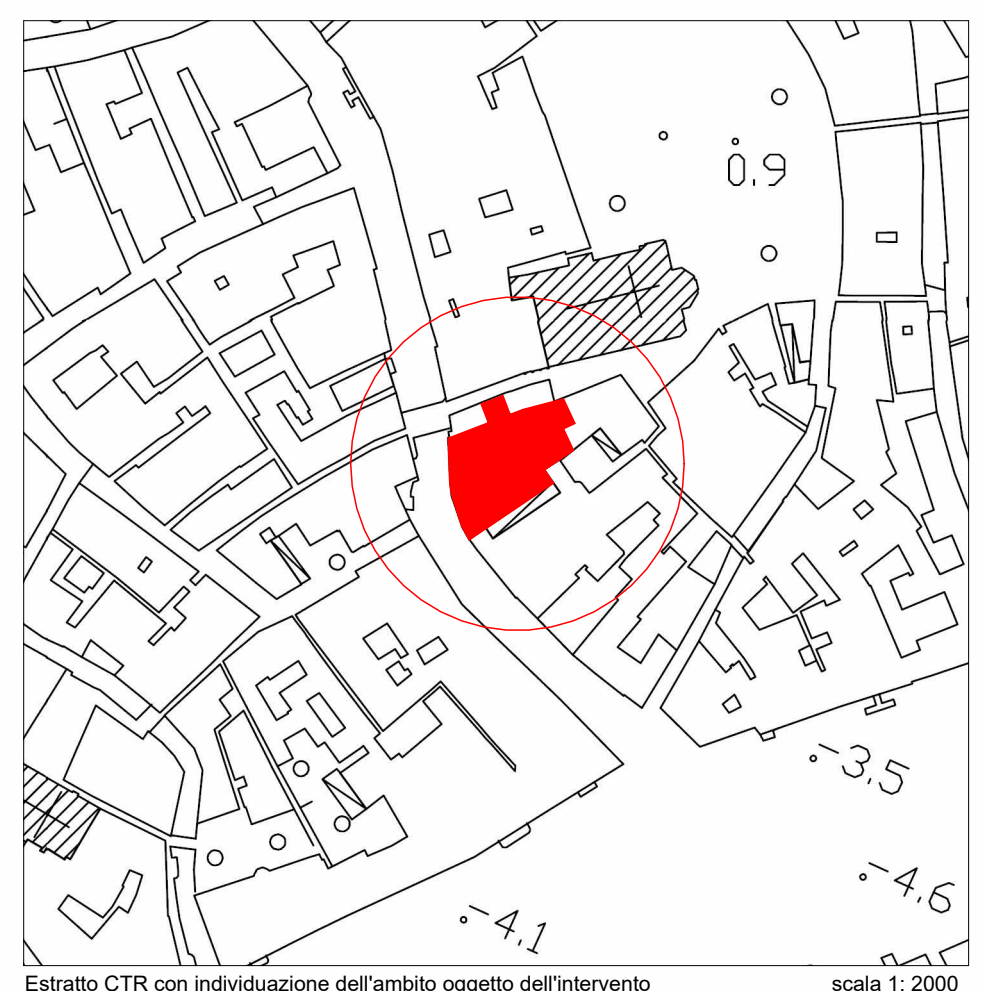 0.9
-3.5
-4.6
-4.1
Estratto CTR con individuazione dell'ambito oggetto dell'intervento scala 1: 2000